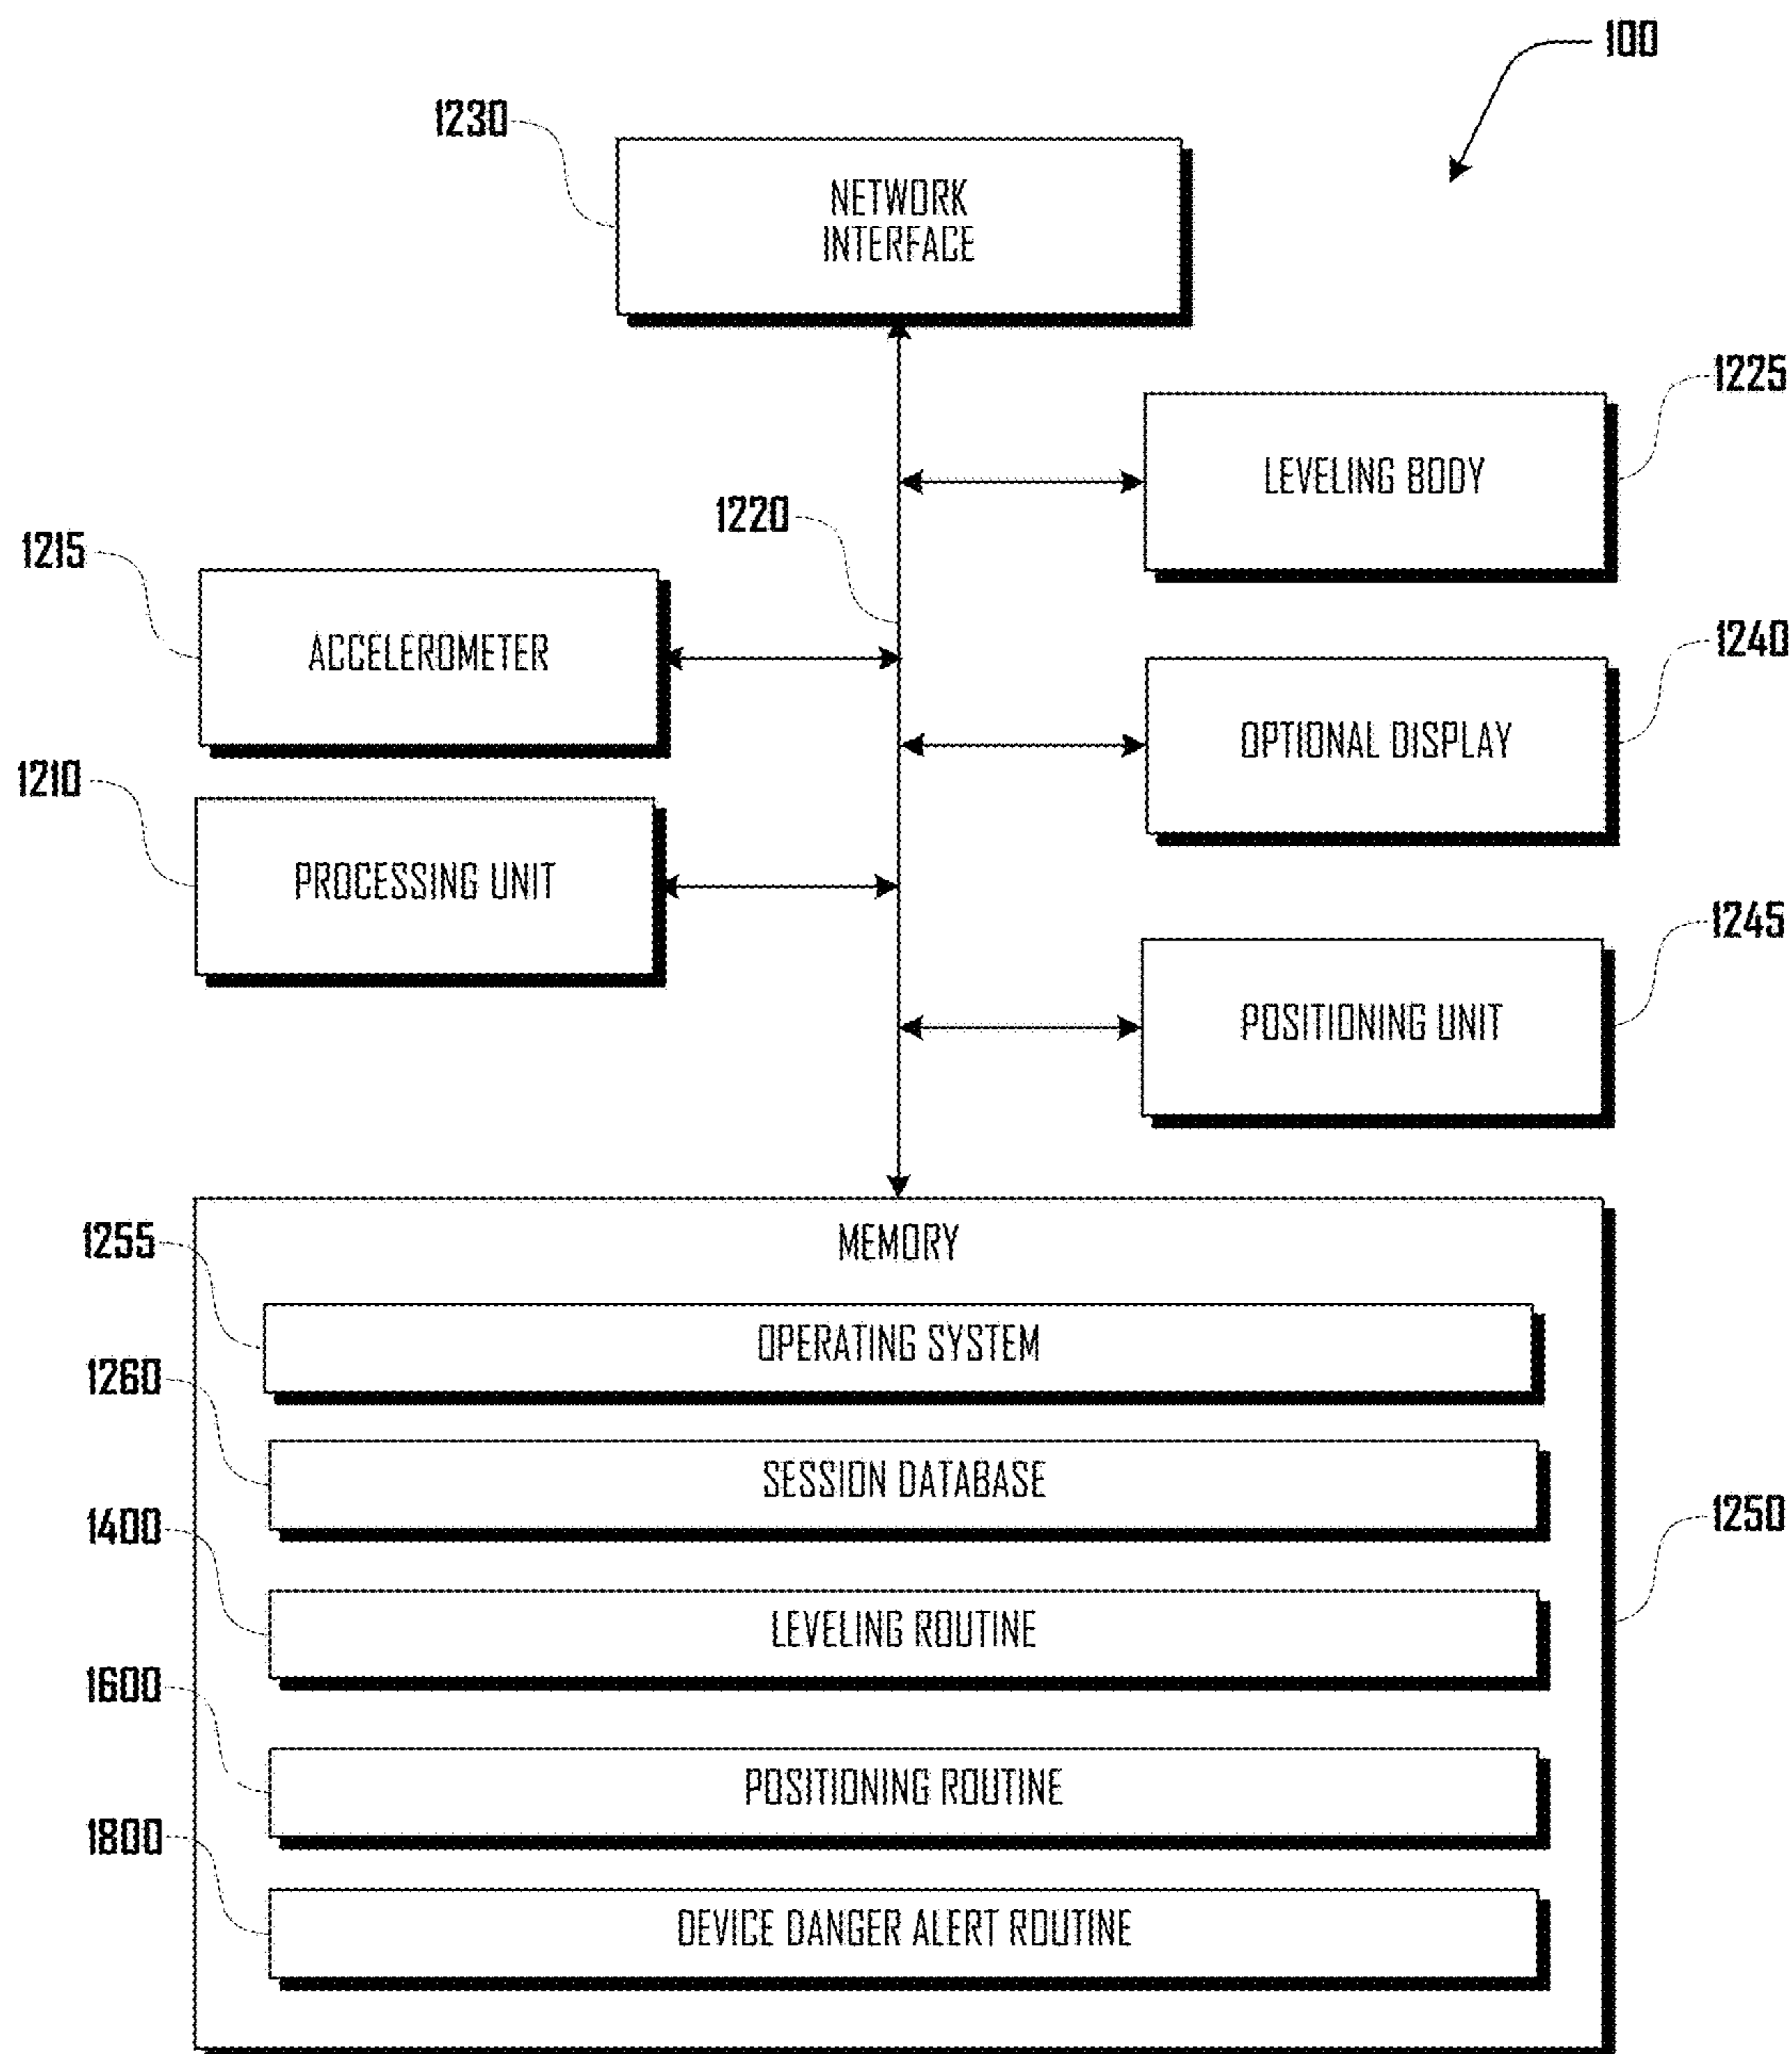 100
1230
NETWORK
INTERFACE
1225
LEVELING BODY
1220
1215
ACCELEROMETER
1240
OPTIONAL DISPLAY
1210
PROCESSING UNIT
1245
POSITIONING UNIT
MEMORY
1255
OPERATING SYSTEM
1260
SESSION DATABASE
1400
1250
LEVELING ROUTINE
1600
POSITIONING ROUTINE
1800
DEVICE DANGER ALERT ROUTINE